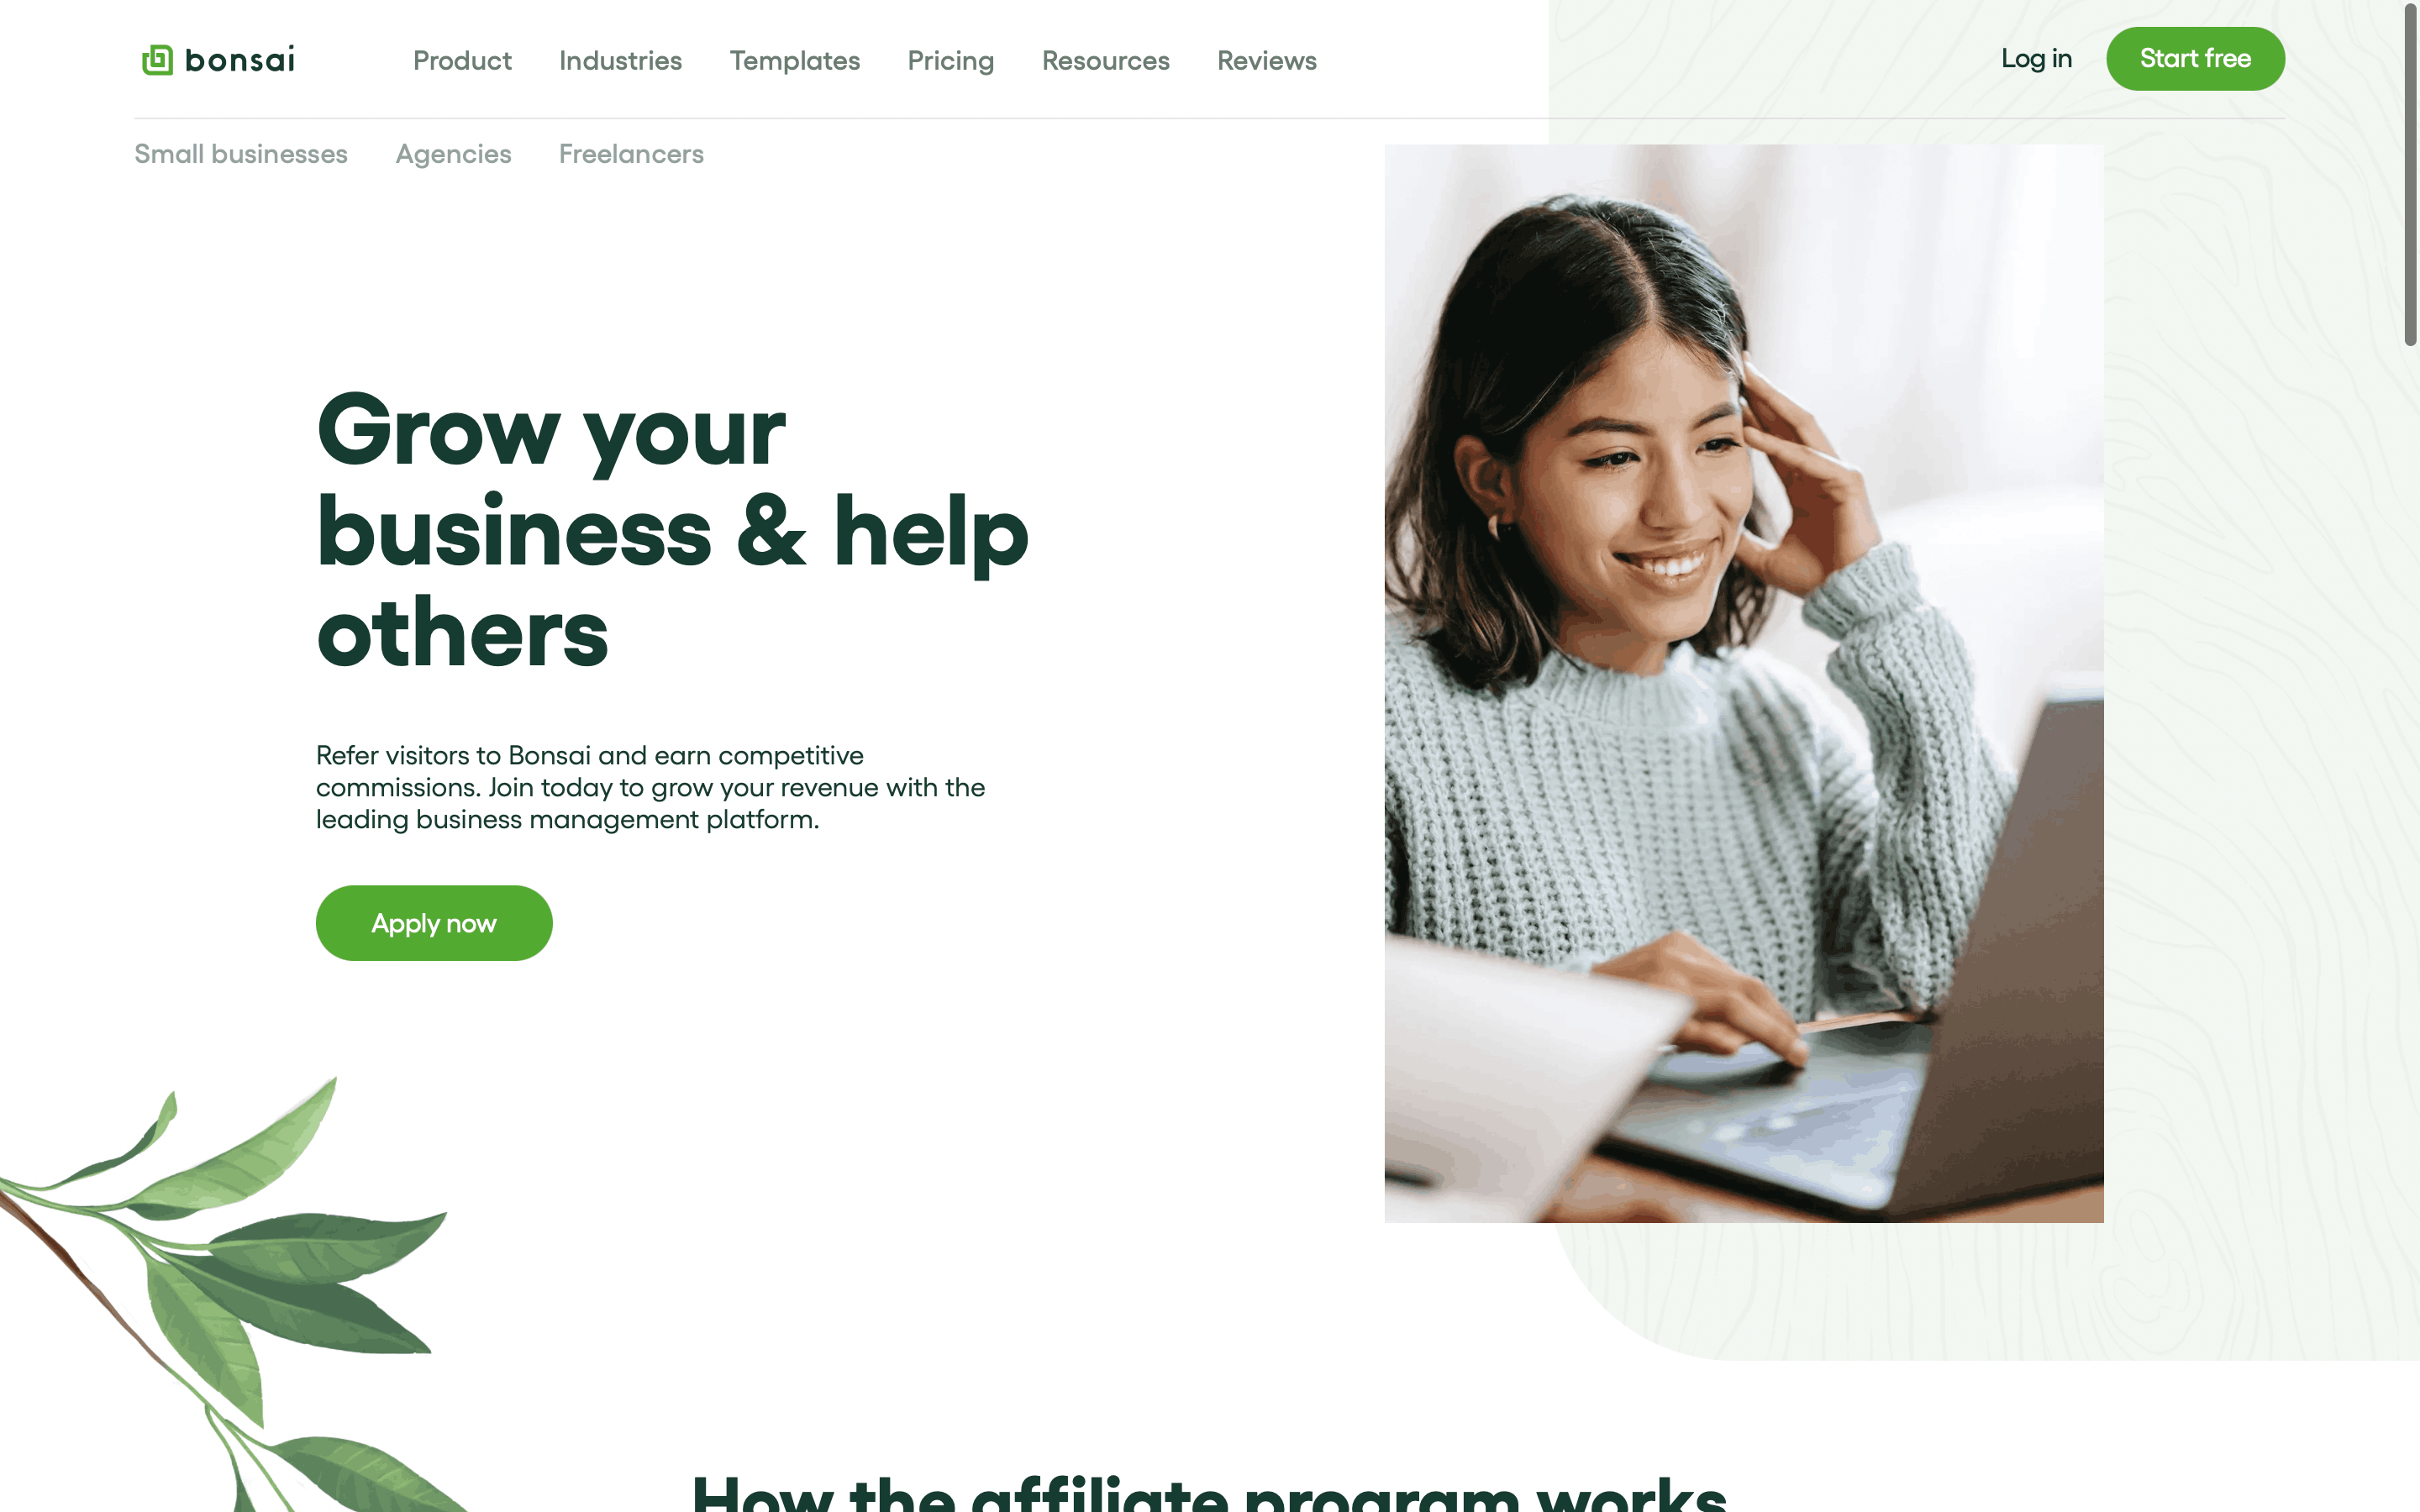 bonsai
Product Industries Templates Pricing Resources Reviews
Log in
Start free
Small businesses Agencies Freelancers
Grow your
business & help
others
Refer visitors to Bonsai and earn competitive
commissions. Join today to grow your revenue with the
leading business management platform.
Apply now
How the affiliate program works